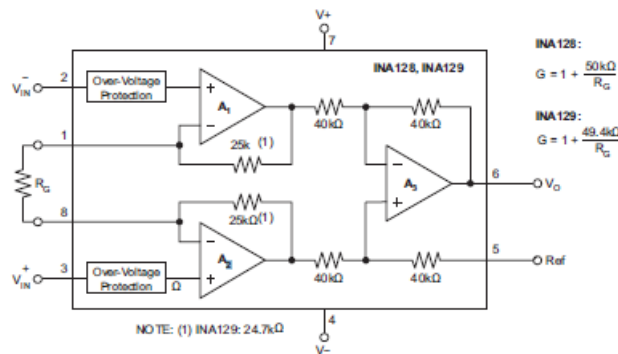 V+
7
INA128, INA129
INA128:
G = 1 + 50kΩ
RG
INA129:
G = 1 + 49.4kΩ
RG
V−IN
2
Over-Voltage
Protection
+
A1
−
40kΩ
40kΩ
1
25k (1)
RG
−
A3
+
6
VO
8
25kΩ(1)
−
A2
+
V+IN
3
Over-Voltage
Protection
Ω
40kΩ
40kΩ
5
Ref
4
V−
NOTE: (1) INA129: 24.7kΩ